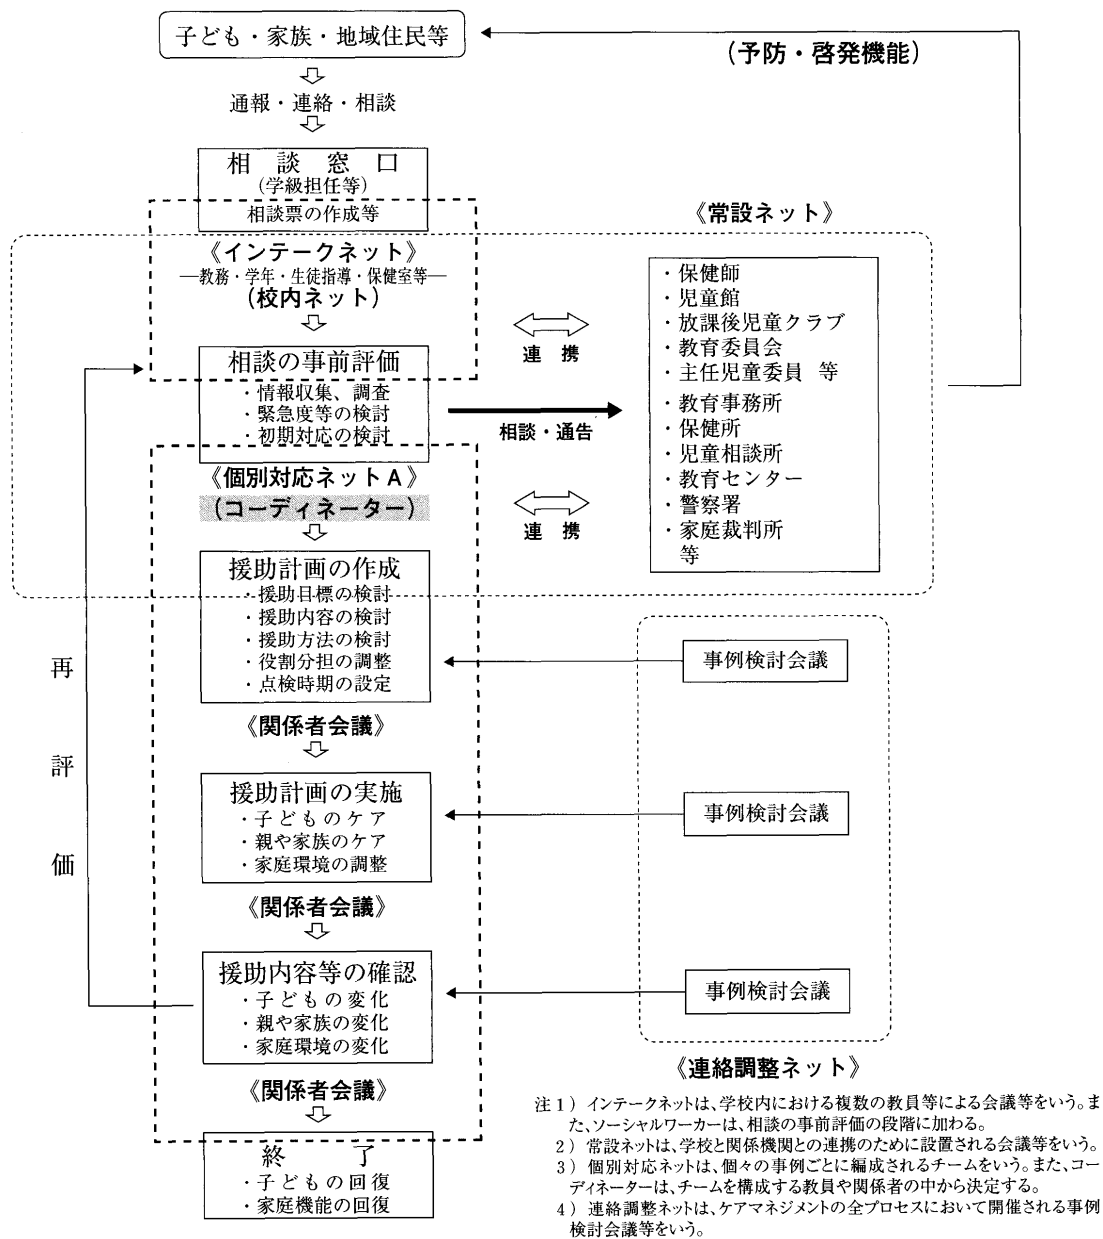 子ども・家族・地域住民等
(予防・啓発機能)
通報・連絡・相談
相談窓口
(学級担任等)
相談票の作成等
《常設ネット》
《インテークネット》
―教務・学年・生徒指導・保健室等―
(校内ネット)
・保健師
・児童館
・放課後児童クラブ
・教育委員会
・主任児童委員 等
・教育事務所
・保健所
・児童相談所
・教育センター
・警察署
・家庭裁判所
等
連携
相談の事前評価
・情報収集、調査
・緊急度等の検討
・初期対応の検討
相談・通告
《個別対応ネットA》
(コーディネーター)
連携
援助計画の作成
・援助目標の検討
・援助内容の検討
・援助方法の検討
・役割分担の調整
・点検時期の設定
事例検討会議
再評価
《関係者会議》
援助計画の実施
・子どものケア
・親や家族のケア
・家庭環境の調整
事例検討会議
《関係者会議》
援助内容等の確認
・子どもの変化
・親や家族の変化
・家庭環境の変化
事例検討会議
《連絡調整ネット》
《関係者会議》
終了
・子どもの回復
・家庭機能の回復
注1) インテークネットは、学校内における複数の教員等による会議等をいう。ま
た、ソーシャルワーカーは、相談の事前評価の段階に加わる。
2) 常設ネットは、学校と関係機関との連携のために設置される会議等をいう。
3) 個別対応ネットは、個々の事例ごとに編成されるチームをいう。また、コー
ディネーターは、チームを構成する教員や関係者の中から決定する。
4) 連絡調整ネットは、ケアマネジメントの全プロセスにおいて開催される事例
検討会議等をいう。